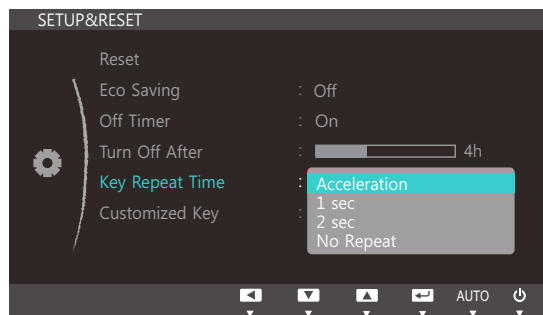 SETUP&RESET
Reset
Eco Saving : Off
Off Timer : On
Turn Off After : 4h
Key Repeat Time : Acceleration
1 sec
2 sec
Customized Key :
No Repeat
AUTO